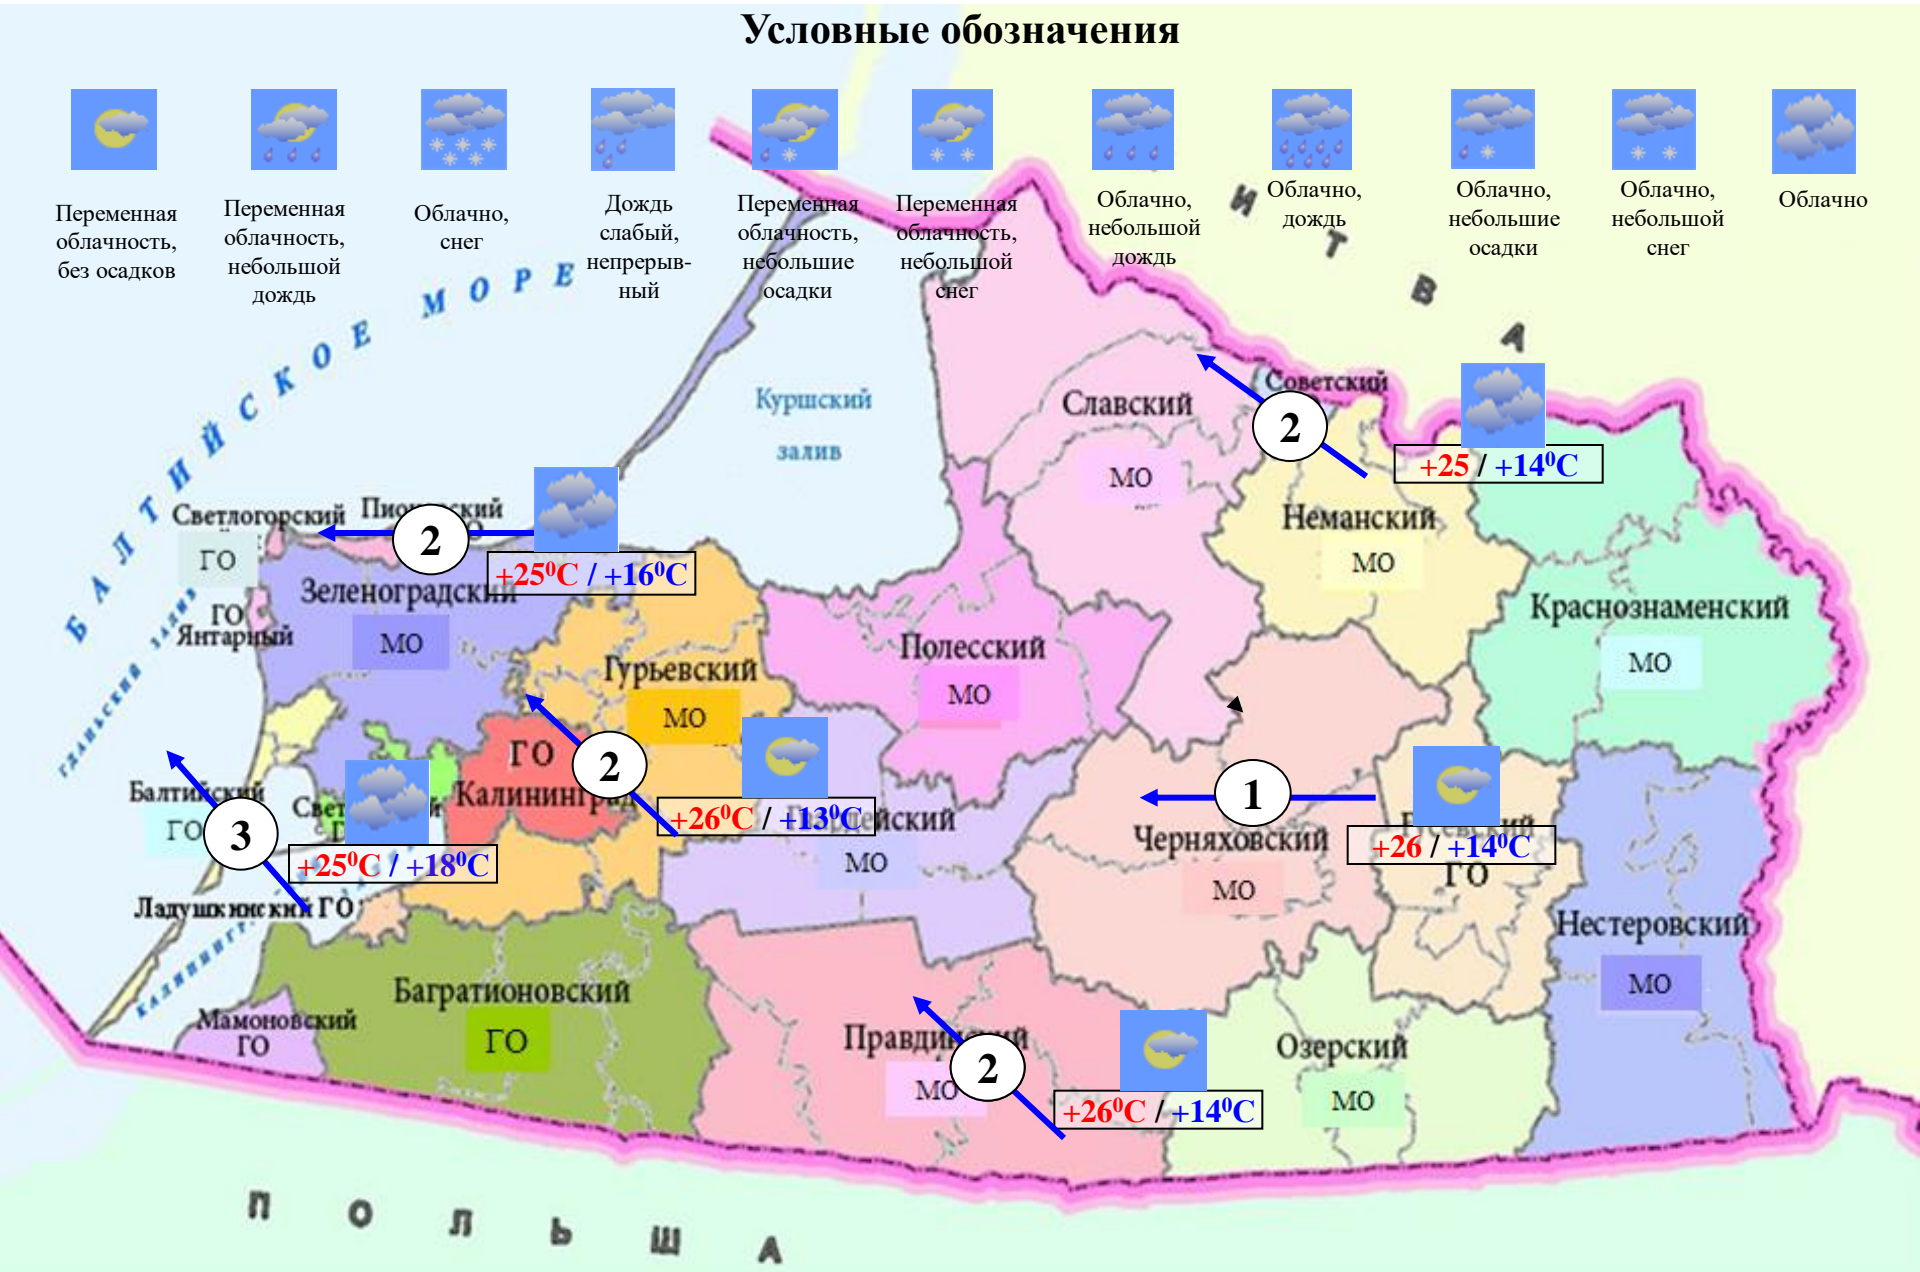 Условные обозначения
Переменная
облачность,
без осадков
Переменная
облачность,
небольшой
дождь
Облачно,
снег
Дождь
слабый,
непрерыв-
ный
Переменная
облачность,
небольшие
осадки
Переменная
облачность,
небольшой
снег
Облачно,
небольшой
дождь
Облачно,
дождь
Облачно,
небольшие
осадки
Облачно,
небольшой
снег
Облачно
ИТВА
БАЛТИЙСКОЕ МОРЕ
Куршский
залив
Славский
МО
Советский
2
+25 / +14⁰C
Неманский
МО
Краснознаменский
МО
Светлогорский
ГО
Пионерский
2
+25⁰C / +16⁰C
Зеленоградский
МО
ГО
Янтарный
ГДАНЬСКИЙ ЗАЛИВ
Гурьевский
МО
Полесский
МО
ГО
Калининград
2
+26⁰C / +13⁰C
МО
Балтийский
ГО
3
+25⁰C / +18⁰C
1
Черняховский
МО
+26 / +14⁰C
ГО
Ладушкинский ГО
Нестеровский
МО
Багратионовский
ГО
Мамоновский
ГО
Правдинский
МО
2
+26⁰C / +14⁰C
Озерский
МО
ПОЛЬША